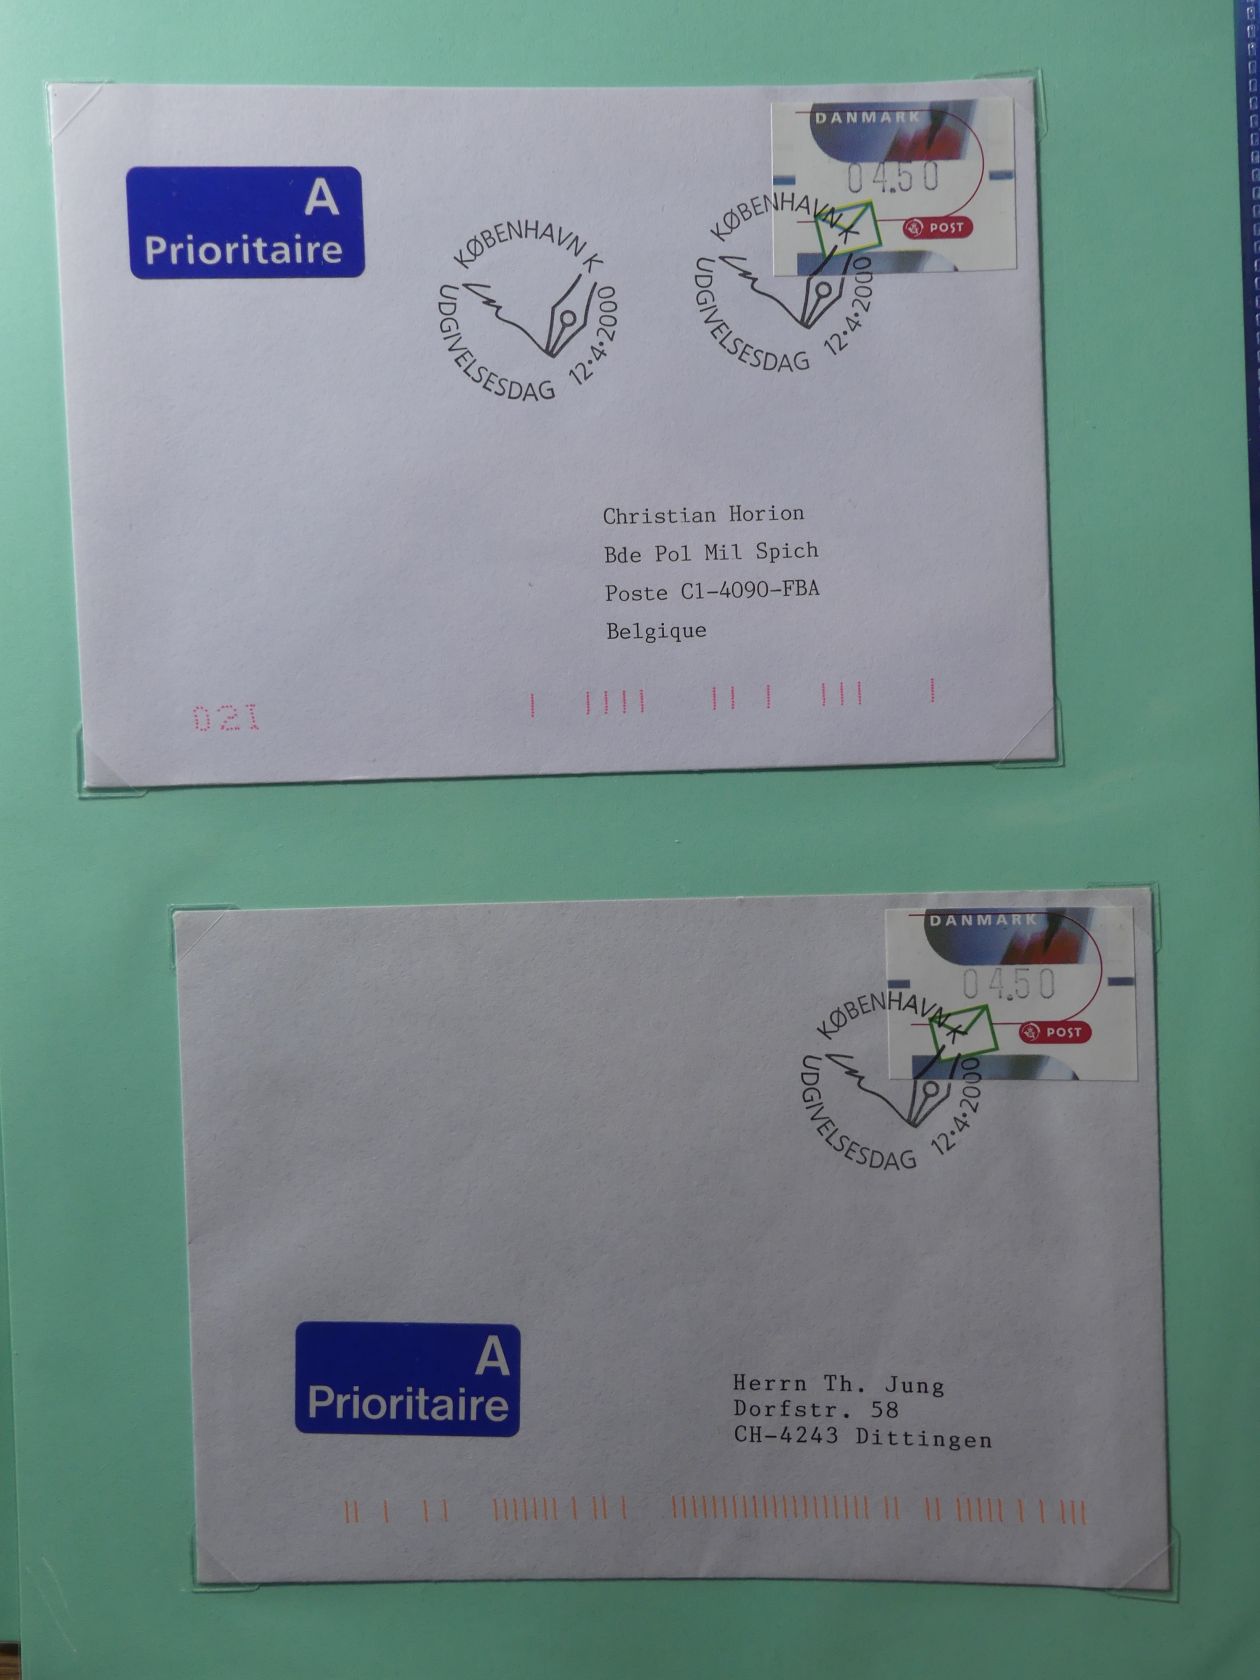 DANMARK
04.50
POST
A
Prioritaire
KØBENHAVN K
UDGIVELSESDAG 12•4•2000
KØBENHAVN K
UDGIVELSESDAG 12•4•2000
Christian Horion
Bde Pol Mil Spich
Poste C1-4090-FBA
Belgique
02I
DANMARK
04.50
POST
KØBENHAVN K
UDGIVELSESDAG 12•4•2000
A
Prioritaire
Herrn Th. Jung
Dorfstr. 58
CH-4243 Dittingen